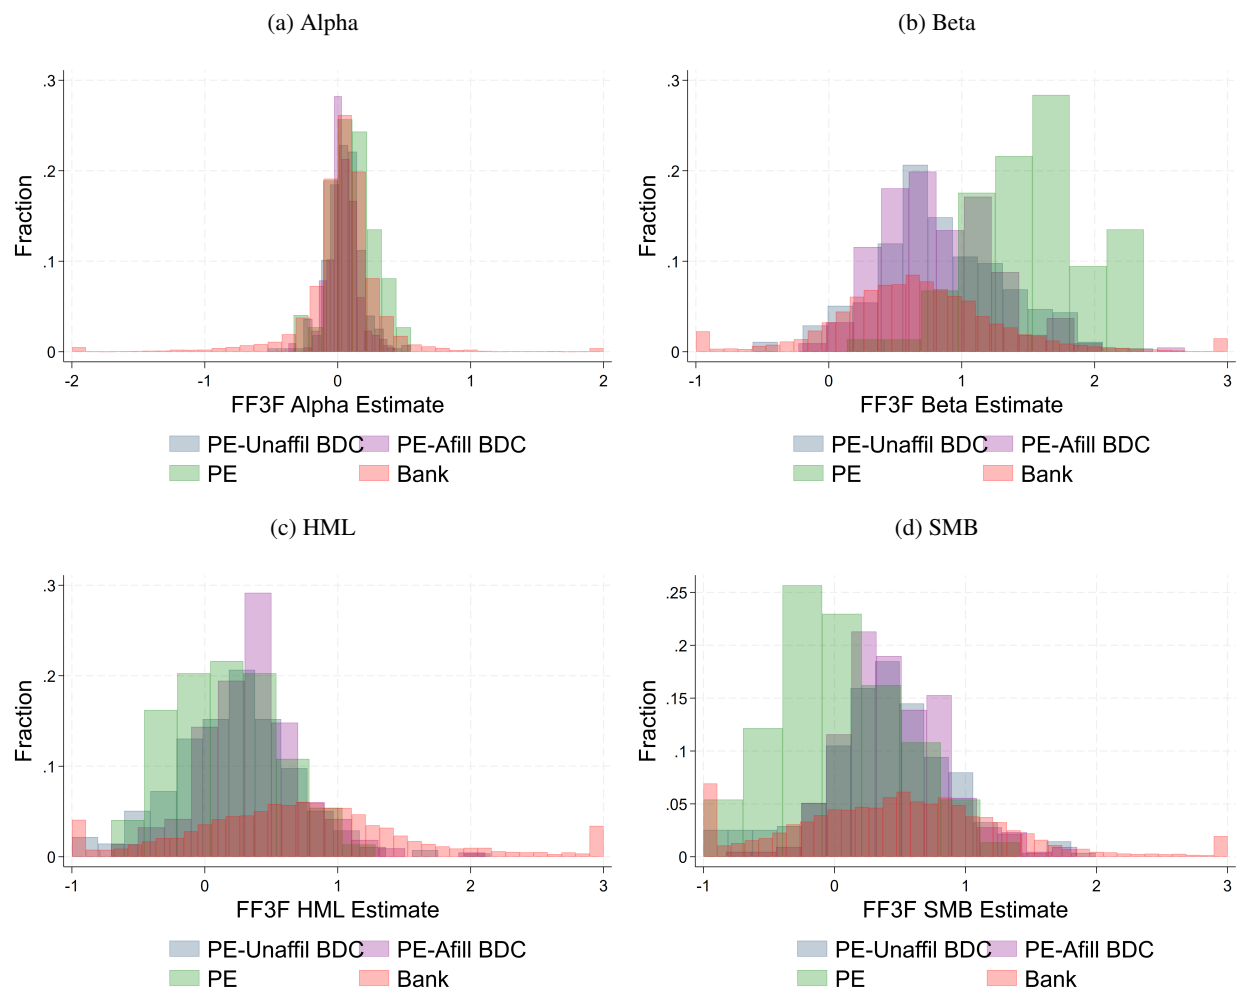 (a) Alpha
.3
.2
.1
0
Fraction
-2 -1 0 1 2
FF3F Alpha Estimate
PE-Unaffil BDC PE-Afill BDC
PE Bank
(b) Beta
.3
.2
.1
0
Fraction
-1 0 1 2 3
FF3F Beta Estimate
PE-Unaffil BDC PE-Afill BDC
PE Bank
(c) HML
.3
.2
.1
0
Fraction
-1 0 1 2 3
FF3F HML Estimate
PE-Unaffil BDC PE-Afill BDC
PE Bank
(d) SMB
.25
.2
.15
.1
.05
0
Fraction
-1 0 1 2 3
FF3F SMB Estimate
PE-Unaffil BDC PE-Afill BDC
PE Bank